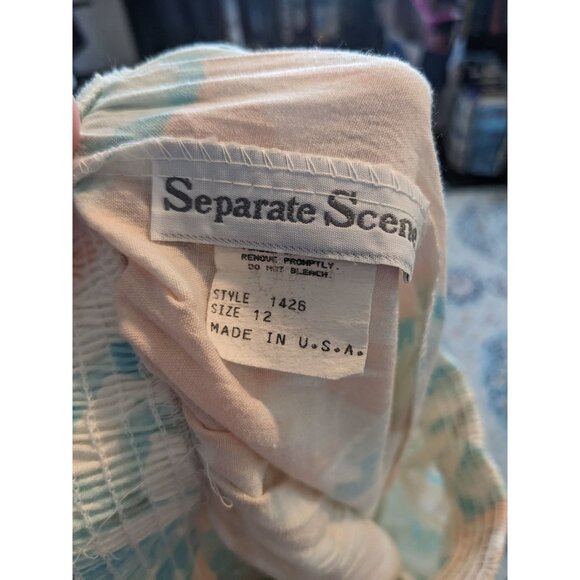 Separate Scene
REMOVE PROMPTLY.
DO NOT BLEACH.
STYLE 1426
SIZE 12
MADE IN U.S.A.